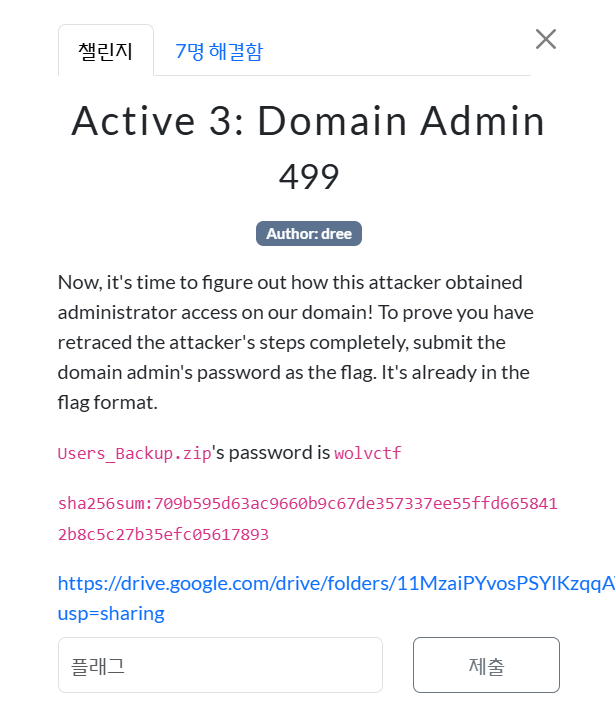 챌린지
7명 해결함
Active 3: Domain Admin
499
Author: dree
Now, it's time to figure out how this attacker obtained
administrator access on our domain! To prove you have
retraced the attacker's steps completely, submit the
domain admin's password as the flag. It's already in the
flag format.
Users_Backup.zip's password is wolvctf
sha256sum:709b595d63ac9660b9c67de357337ee55ffd665841
2b8c5c27b35efc05617893
https://drive.google.com/drive/folders/11MzaiPYvosPSYIKzqqA
usp=sharing
플래그
제출